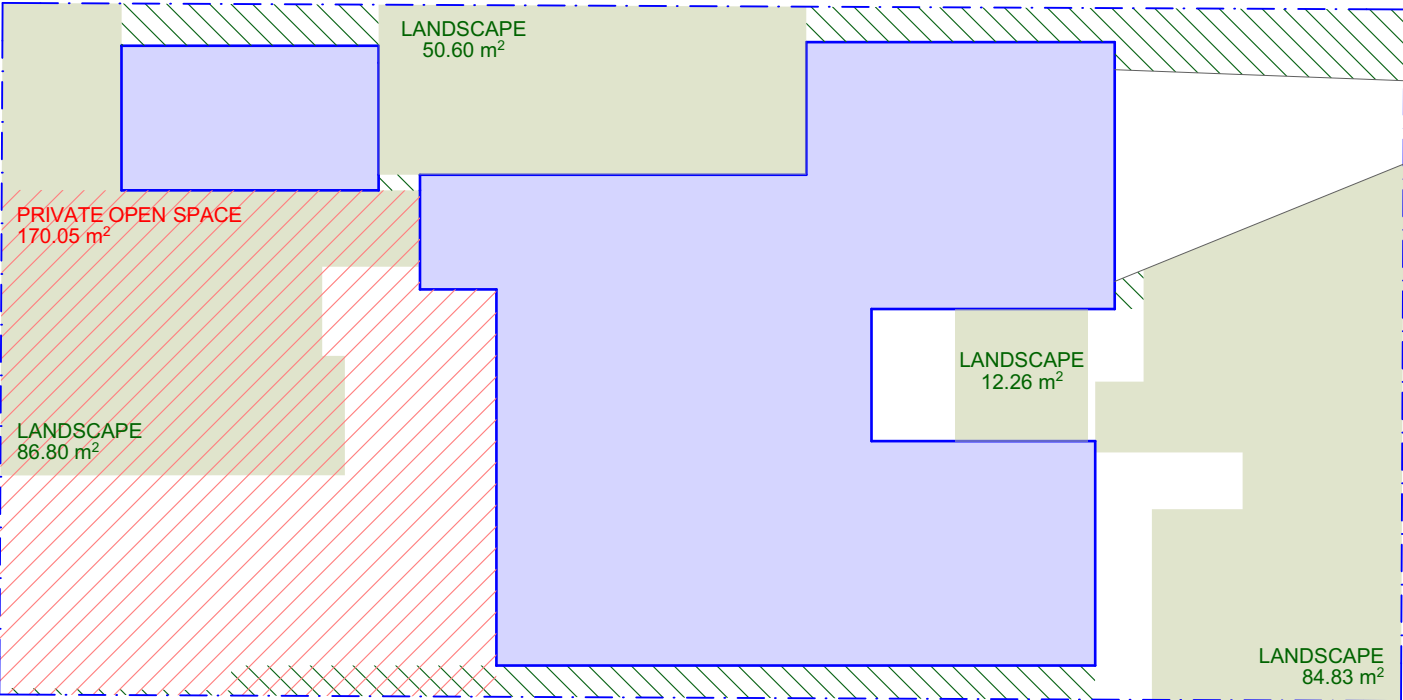 LANDSCAPE
50.60 m²
PRIVATE OPEN SPACE
170.05 m²
LANDSCAPE
12.26 m²
LANDSCAPE
86.80 m²
LANDSCAPE
84.83 m²